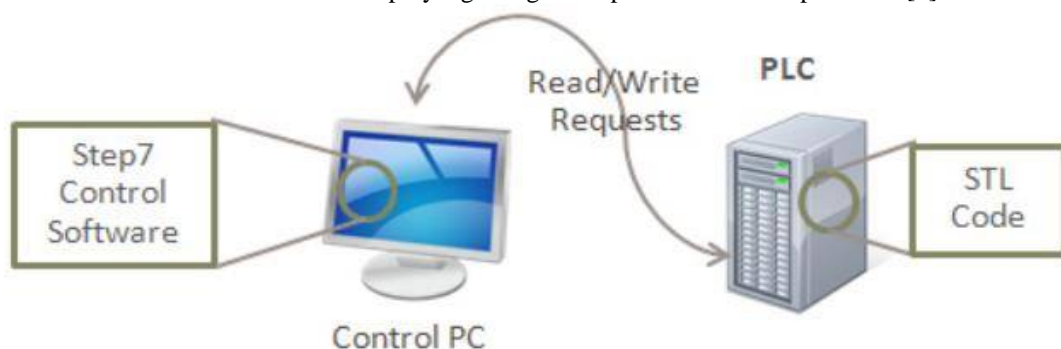 Read/Write
Requests
PLC
Step7
Control
Software
STL
Code
Control PC